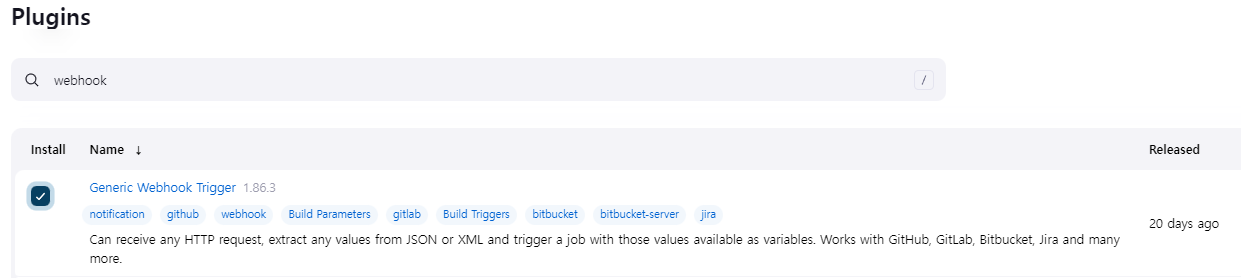 Plugins
webhook /
Install Name ↓ Released
Generic Webhook Trigger 1.86.3
notification github webhook Build Parameters gitlab Build Triggers bitbucket bitbucket-server jira
20 days ago
Can receive any HTTP request, extract any values from JSON or XML and trigger a job with those values available as variables. Works with GitHub, GitLab, Bitbucket, Jira and many
more.